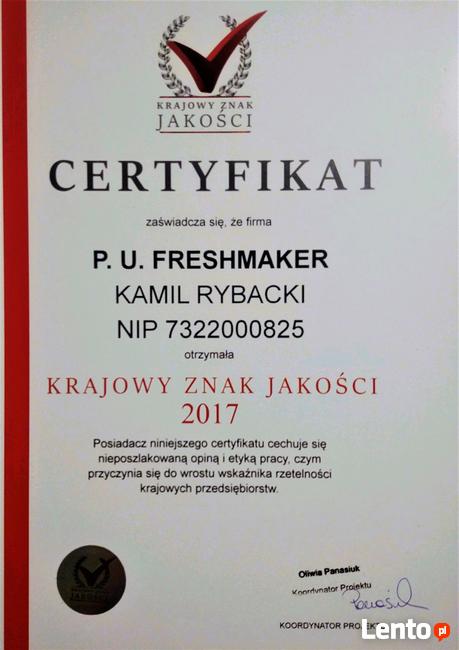 KRAJOWY ZNAK
JAKOŚCI
CERTYFIKAT
zaświadcza się, że firma
P. U. FRESHMAKER
KAMIL RYBACKI
NIP 7322000825
otrzymała
KRAJOWY ZNAK JAKOŚCI
2017
Posiadacz niniejszego certyfikatu cechuje się
nieposzlakowaną opinią i etyką pracy, czym
przyczynia się do wrostu wskaźnika rzetelności
krajowych przedsiębiorstw.
Oliwia Panasiuk
Koordynator Projektu
KOORDYNATOR PROJEKT
Lento.pl